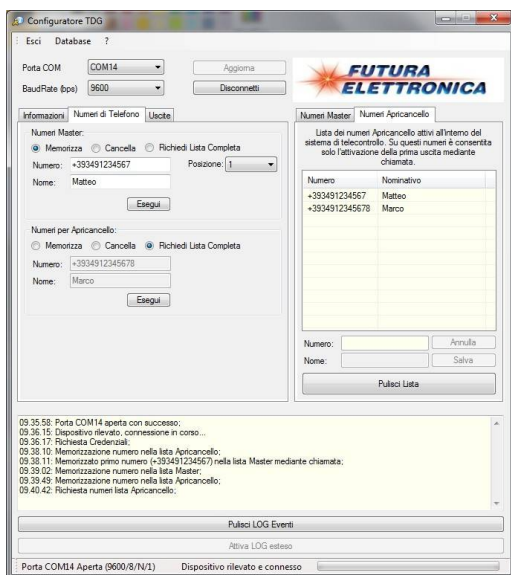 Configuratore TDG
Esci Database ?
Porta COM COM14 Aggiorna
BaudRate (bps) 9600 Disconnetti
FUTURA
ELETTRONICA
Informazioni Numeri di Telefono Uscite
Numeri Master:
Memorizza Cancella Richiedi Lista Completa
Numero: +393491234567 Posizione: 1
Nome: Matteo
Esegui
Numeri per Apricancello:
Memorizza Cancella Richiedi Lista Completa
Numero: +3934912345678
Nome: Marco
Esegui
Numeri Master Numeri Apricancello
Lista dei numeri Apricancello attivi all'interno del
sistema di telecontrollo. Su questi numeri è consentita
solo l'attivazione della prima uscita mediante
chiamata.
Numero Nominativo
+393491234567 Matteo
+3934912345678 Marco
Numero: Annulla
Nome: Salva
Pulisci Lista
09.35.58: Porta COM14 aperta con successo;
09.36.15: Dispositivo rilevato, connessione in corso...
09.36.17: Richiesta Credenziali;
09.38.10: Memorizzazione numero nella lista Apricancello;
09.38.11: Memorizzato primo numero (+393491234567) nella lista Master mediante chiamata;
09.39.02: Memorizzazione numero nella lista Master;
09.39.49: Memorizzazione numero nella lista Apricancello;
09.40.42: Richiesta numeri lista Apricancello;
Pulisci LOG Eventi
Attiva LOG esteso
Porta COM14 Aperta (9600/8/N/1) Dispositivo rilevato e connesso